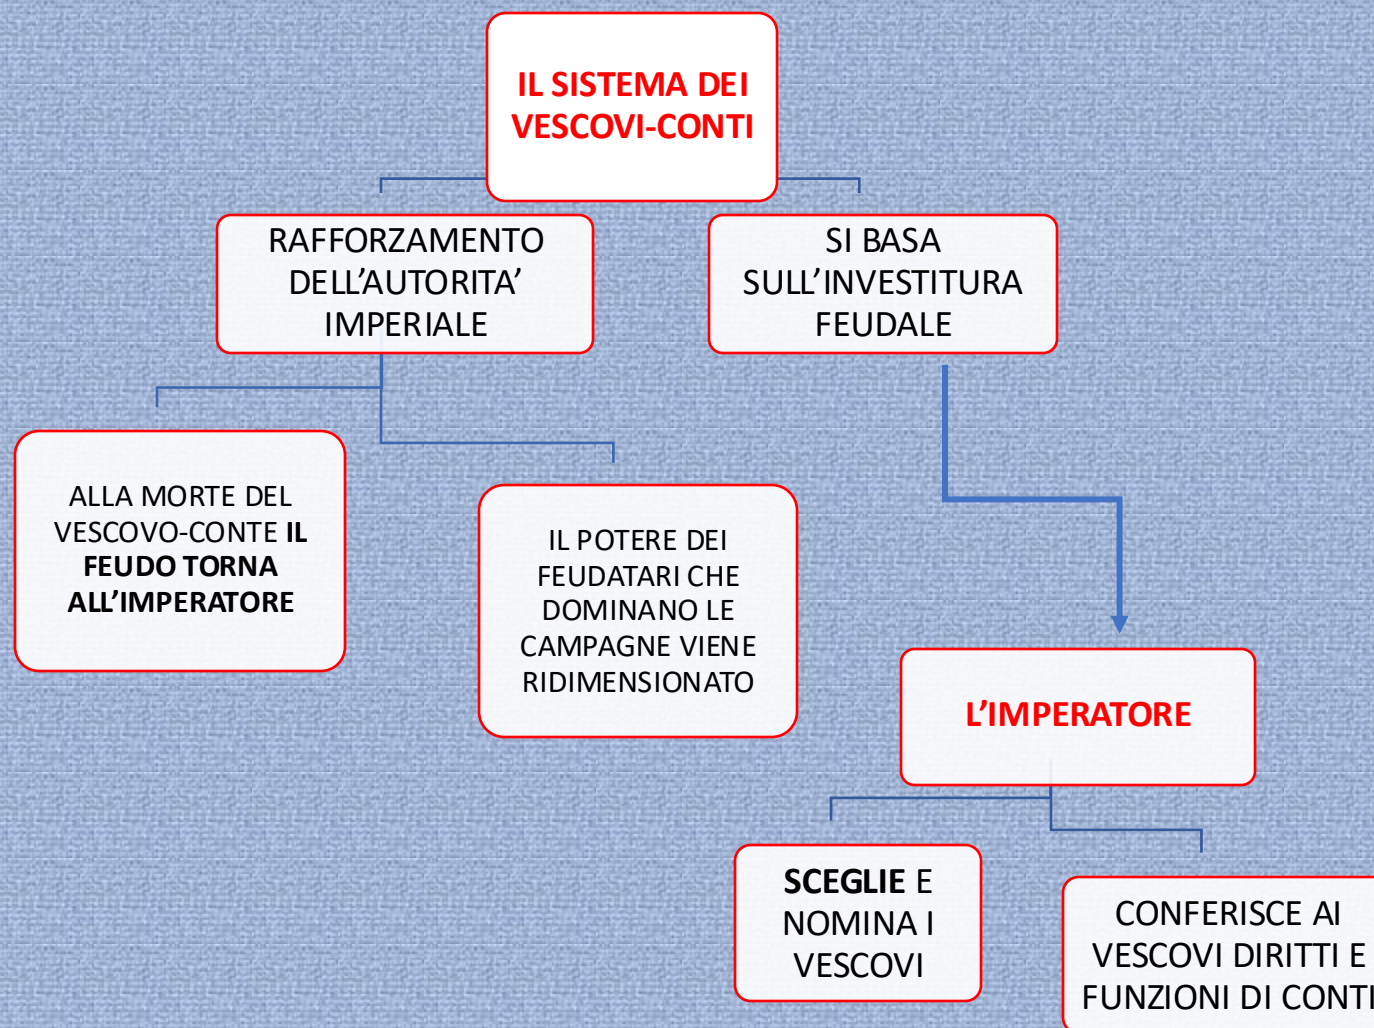 IL SISTEMA DEI
VESCOVI-CONTI
RAFFORZAMENTO
DELL’AUTORITA’
IMPERIALE
SI BASA
SULL’INVESTITURA
FEUDALE
ALLA MORTE DEL
VESCOVO-CONTE IL
FEUDO TORNA
ALL’IMPERATORE
IL POTERE DEI
FEUDATARI CHE
DOMINANO LE
CAMPAGNE VIENE
RIDIMENSIONATO
L’IMPERATORE
SCEGLIE E
NOMINA I
VESCOVI
CONFERISCE AI
VESCOVI DIRITTI E
FUNZIONI DI CONTI